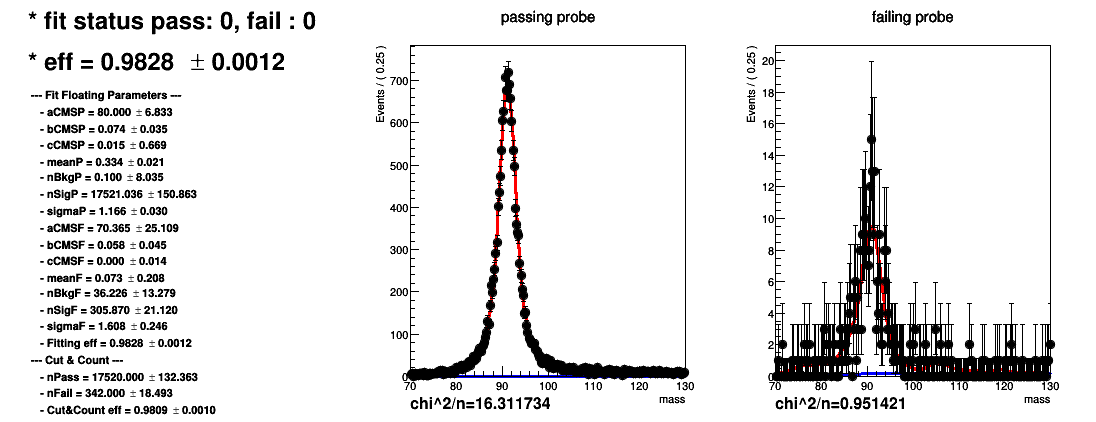 * fit status pass: 0, fail : 0
* eff = 0.9828 ± 0.0012
--- Fit Floating Parameters ---
- aCMSP = 80.000 ± 6.833
- bCMSP = 0.074 ± 0.035
- cCMSP = 0.015 ± 0.669
- meanP = 0.334 ± 0.021
- nBkgP = 0.100 ± 8.035
- nSigP = 17521.036 ± 150.863
- sigmaP = 1.166 ± 0.030
- aCMSF = 70.365 ± 25.109
- bCMSF = 0.058 ± 0.045
- cCMSF = 0.000 ± 0.014
- meanF = 0.073 ± 0.208
- nBkgF = 36.226 ± 13.279
- nSigF = 305.870 ± 21.120
- sigmaF = 1.608 ± 0.246
- Fitting eff = 0.9828 ± 0.0012
--- Cut & Count ---
- nPass = 17520.000 ± 132.363
- nFail = 342.000 ± 18.493
- Cut&Count eff = 0.9809 ± 0.0010
passing probe
Events / ( 0.25 )
700
600
500
400
300
200
100
0
70 80 90 100 110 120 130
mass
chi^2/n=16.311734
failing probe
Events / ( 0.25 )
20
18
16
14
12
10
8
6
4
2
0
70 80 90 100 110 120 130
mass
chi^2/n=0.951421